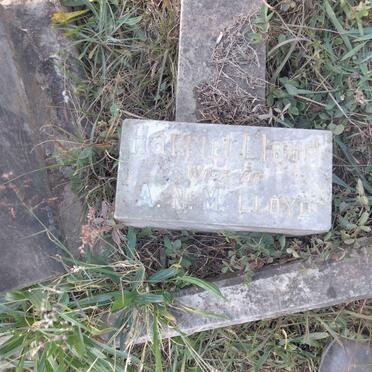 Harriet Lloyd
Wife of
A. N. M. LLOYD